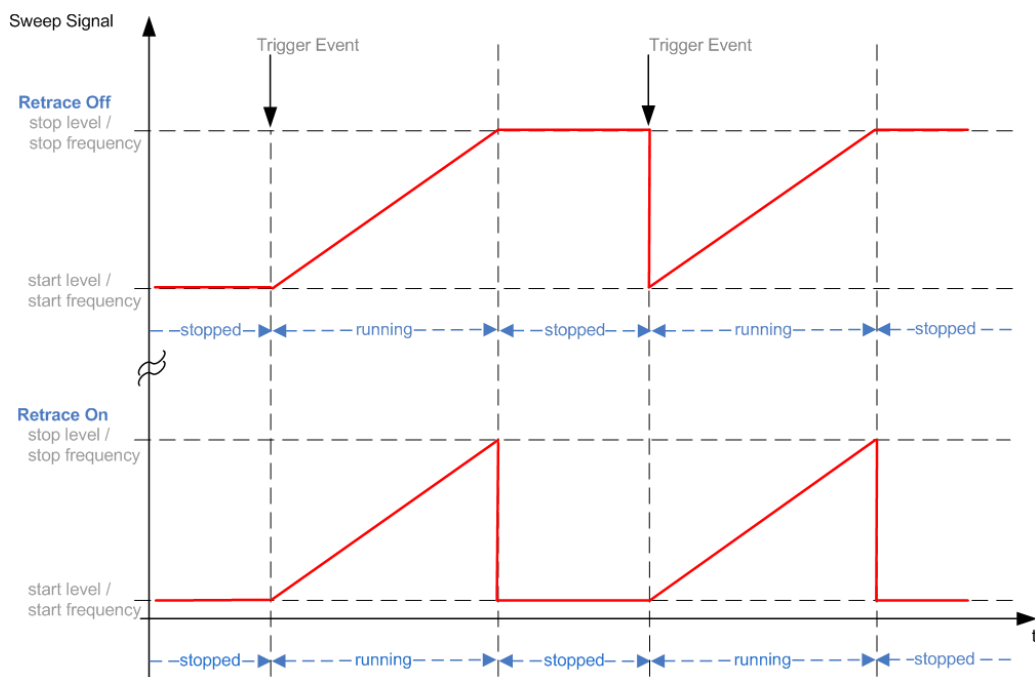 Sweep Signal
Trigger Event
Trigger Event
Retrace Off
stop level /
stop frequency
start level /
start frequency
stopped
running
stopped
running
stopped
Retrace On
stop level /
stop frequency
start level /
start frequency
t
stopped
running
stopped
running
stopped